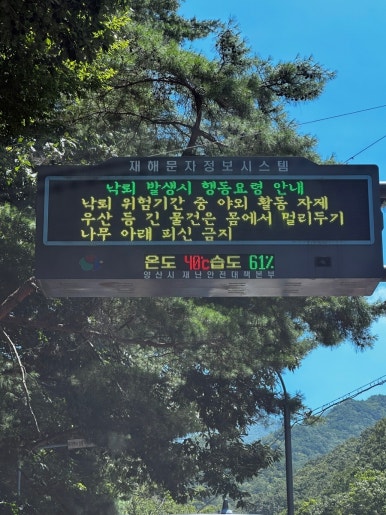 재해문자정보시스템
낙뢰 발생시 행동요령 안내
낙뢰 위험기간 중 야외 활동 자제
우산 등 긴 물건은 몸에서 멀리두기
나무 아래 피신 금지
온도 40℃ 습도 61%
양산시재난안전대책본부